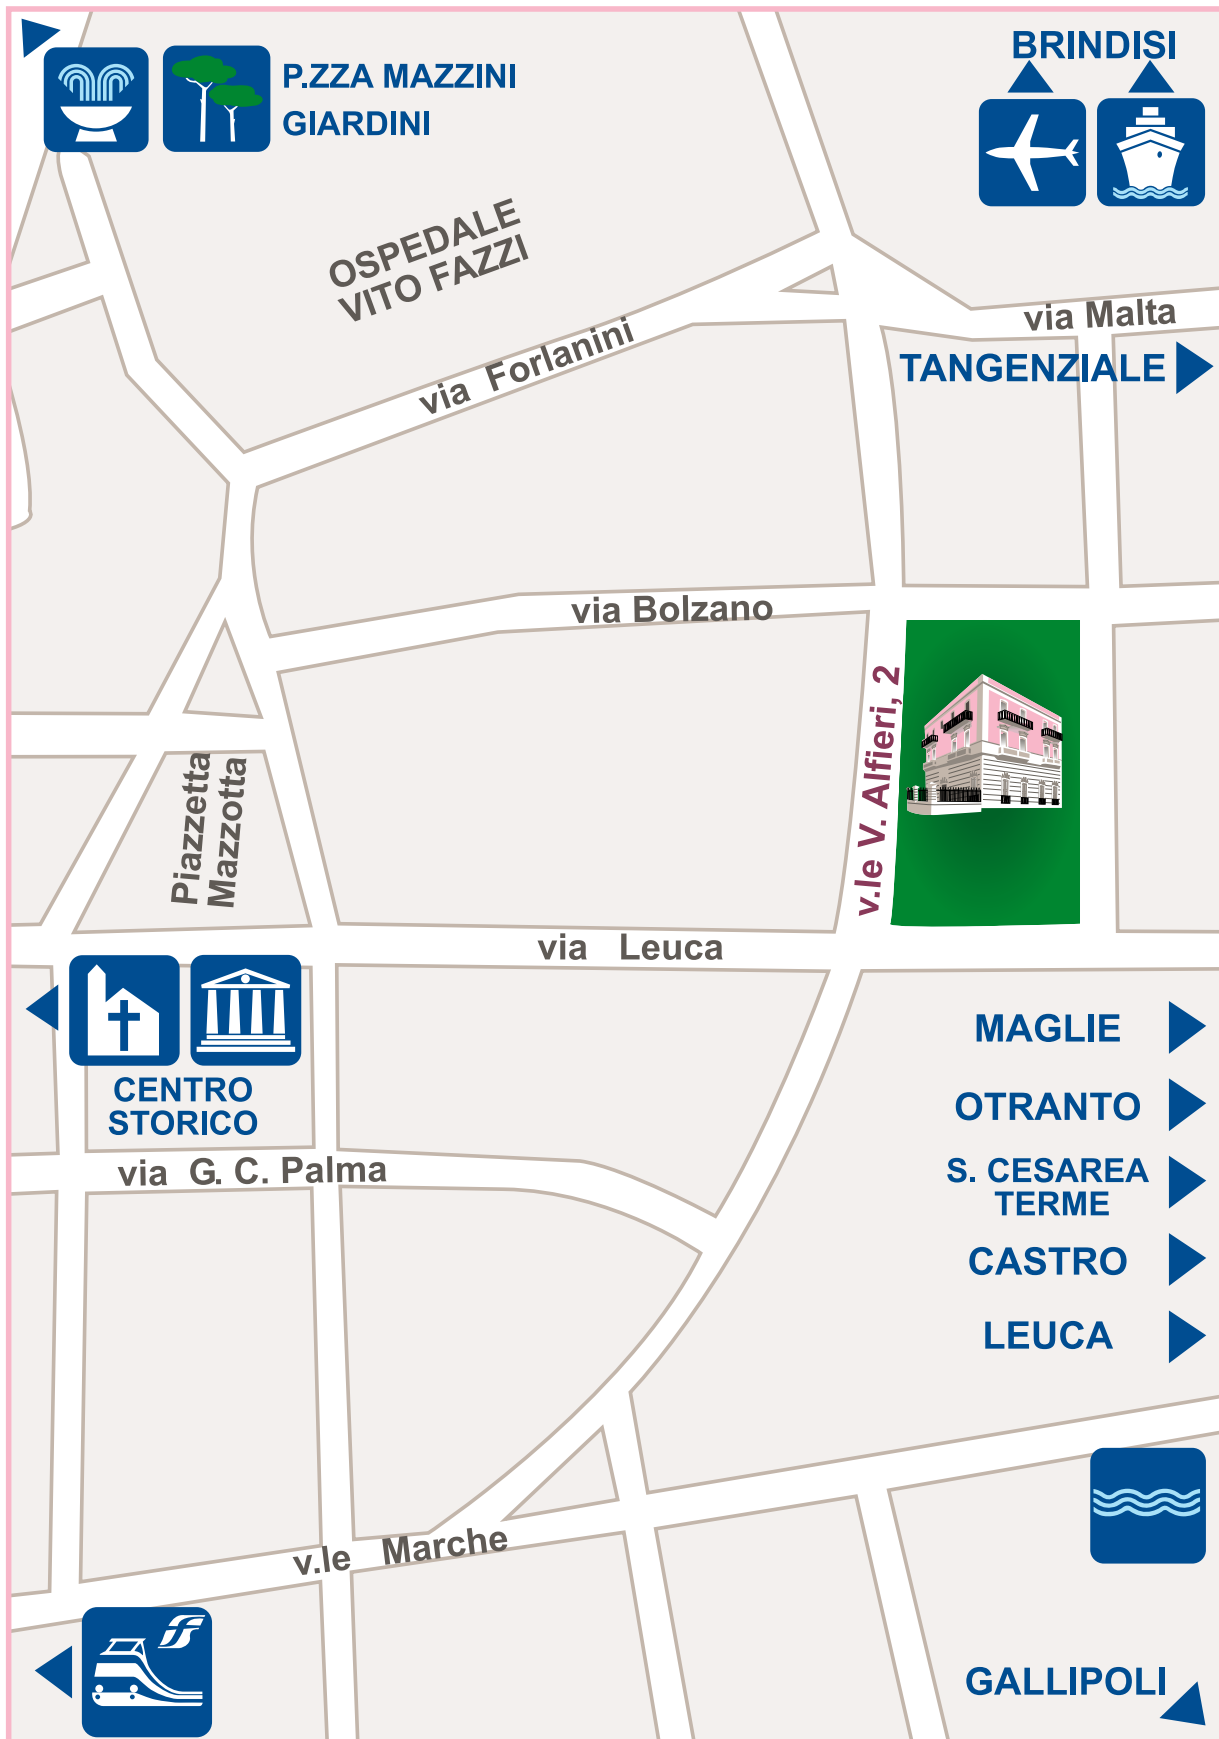 BRINDISI
P.ZZA MAZZINI
GIARDINI
OSPEDALE
VITO FAZZI
via Malta
via Forlanini
TANGENZIALE
via Bolzano
v.le V. Alfieri, 2
Piazzetta
Mazzotta
via Leuca
CENTRO
STORICO
MAGLIE
OTRANTO
via G. C. Palma
S. CESAREA
TERME
CASTRO
LEUCA
v.le Marche
GALLIPOLI